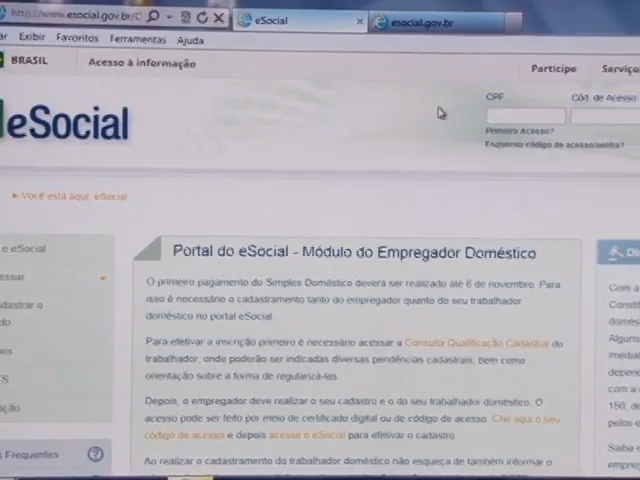 http://www.esocial.gov.br/D
eSocial
esocial.gov.br
Exibir Favoritos Ferramentas Ajuda
BRASIL
Acesso à informação
Participe
Serviços
CPF
Cód. de Acesso
eSocial
Primeiro Acesso?
Esqueceu código de acesso/senha?
Você está aqui: eSocial
o eSocial
Portal do eSocial - Módulo do Empregador Doméstico
O primeiro pagamento do Simples Doméstico deverá ser realizado até 6 de novembro. Para
isso é necessário o cadastramento tanto do empregador quanto do seu trabalhador
doméstico no portal eSocial.
Para efetivar a inscrição primeiro é necessário acessar a Consulta Qualificação Cadastral do
trabalhador, onde poderão ser indicadas diversas pendências cadastrais, bem como
orientação sobre a forma de regularizá-las.
Depois, o empregador deve realizar o seu cadastro e o do seu trabalhador doméstico. O
acesso pode ser feito por meio de certificado digital ou de código de acesso. Crie aqui o seu
código de acesso e depois acesse o eSocial para efetivar o cadastro.
Ao realizar o cadastramento do trabalhador doméstico não esqueça de também informar o
s Frequentes
Com a
Alguns
com a
150, de
pelos e
Saiba